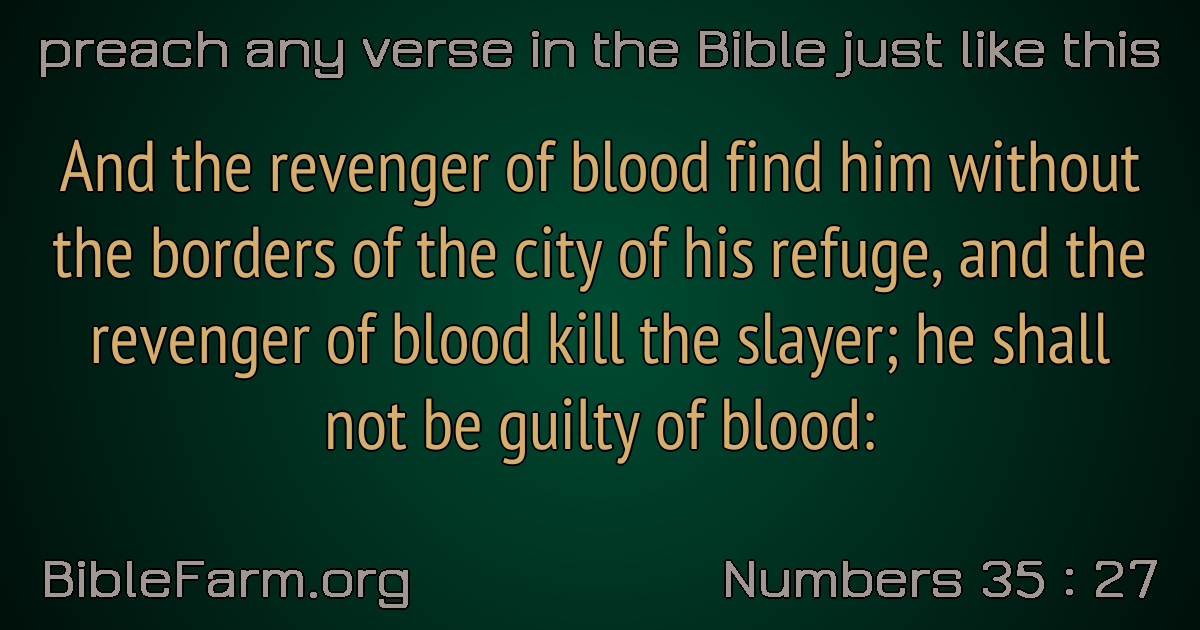 preach any verse in the Bible just like this
And the revenger of blood find him without
the borders of the city of his refuge, and the
revenger of blood kill the slayer; he shall
not be guilty of blood:
BibleFarm.org
Numbers 35 : 27